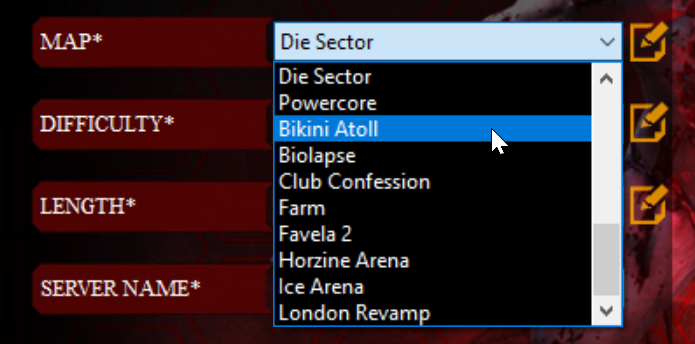 MAP*
Die Sector
Die Sector
Powercore
Bikini Atoll
Biolapse
Club Confession
Farm
Favela 2
Horzine Arena
Ice Arena
London Revamp
DIFFICULTY*
LENGTH*
SERVER NAME*